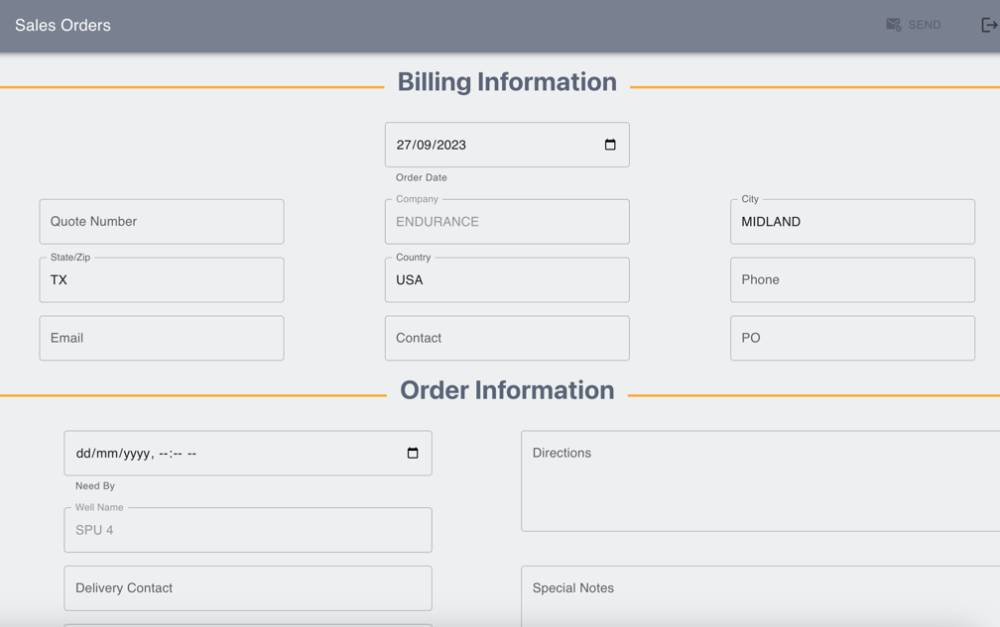 Sales Orders
SEND
Billing Information
27/09/2023
Order Date
Quote Number
Company
ENDURANCE
City
MIDLAND
State/Zip
TX
Country
USA
Phone
Email
Contact
PO
Order Information
dd/mm/yyyy, --:-- --
Need By
Directions
Well Name
SPU 4
Delivery Contact
Special Notes